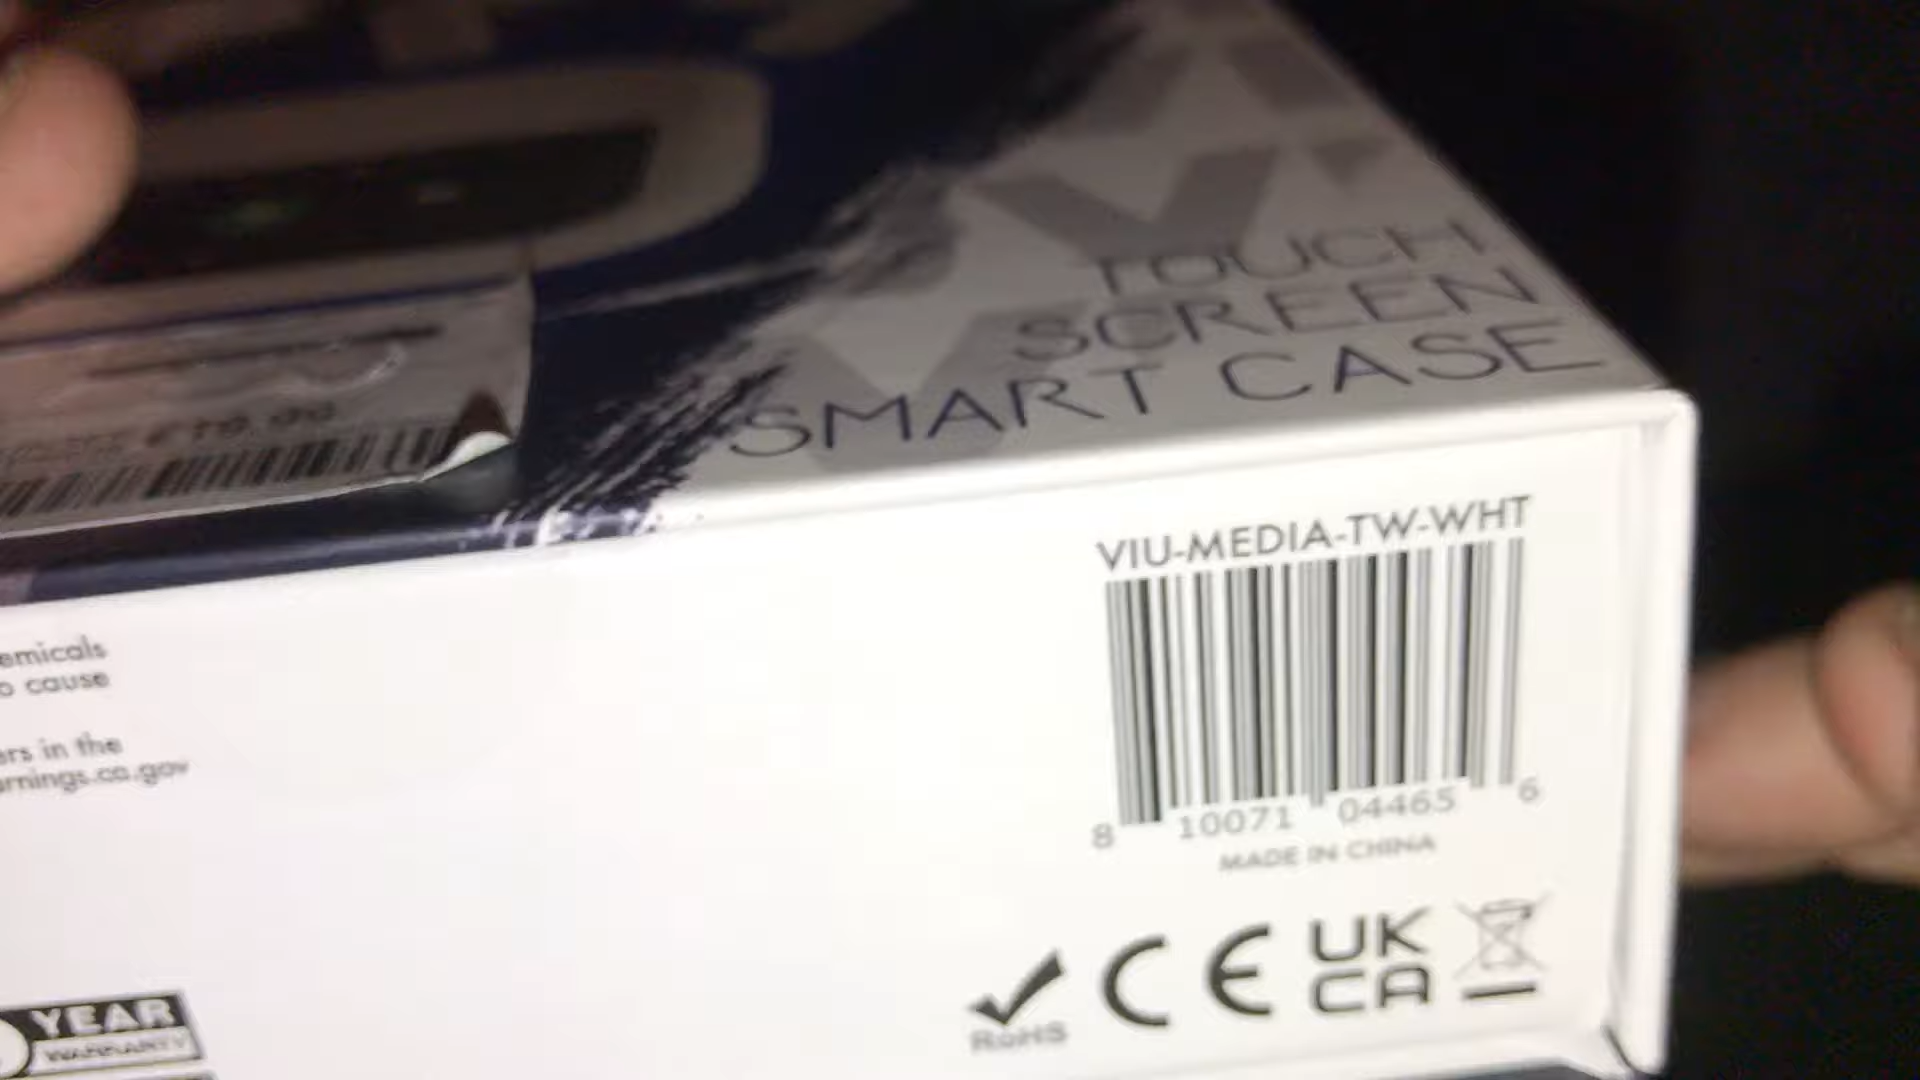 TOUCH
SCREEN
SMART CASE
VIU-MEDIA-TW-WHT
8 10071 04465 6
MADE IN CHINA
emicals
o cause
ers in the
arnings.ca.gov
YEAR
WARRANTY
RoHS
CE
UK
CA